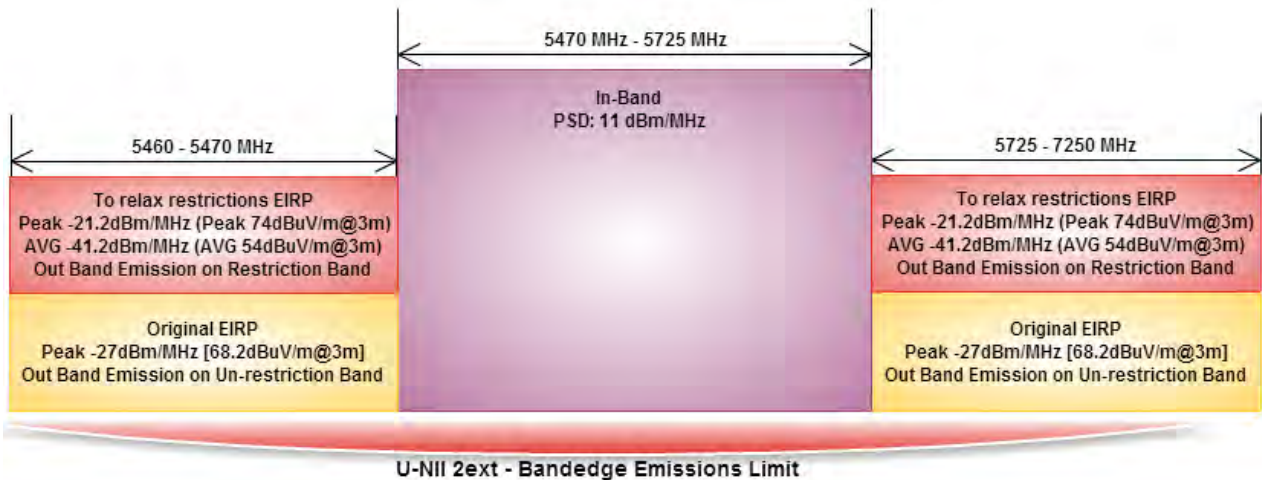 5470 MHz - 5725 MHz
In-Band
PSD: 11 dBm/MHz
5460 - 5470 MHz
To relax restrictions EIRP
Peak -21.2dBm/MHz (Peak 74dBuV/m@3m)
AVG -41.2dBm/MHz (AVG 54dBuV/m@3m)
Out Band Emission on Restriction Band
Original EIRP
Peak -27dBm/MHz [68.2dBuV/m@3m]
Out Band Emission on Un-restriction Band
5725 - 7250 MHz
To relax restrictions EIRP
Peak -21.2dBm/MHz (Peak 74dBuV/m@3m)
AVG -41.2dBm/MHz (AVG 54dBuV/m@3m)
Out Band Emission on Restriction Band
Original EIRP
Peak -27dBm/MHz [68.2dBuV/m@3m]
Out Band Emission on Un-restriction Band
U-NII 2ext - Bandedge Emissions Limit